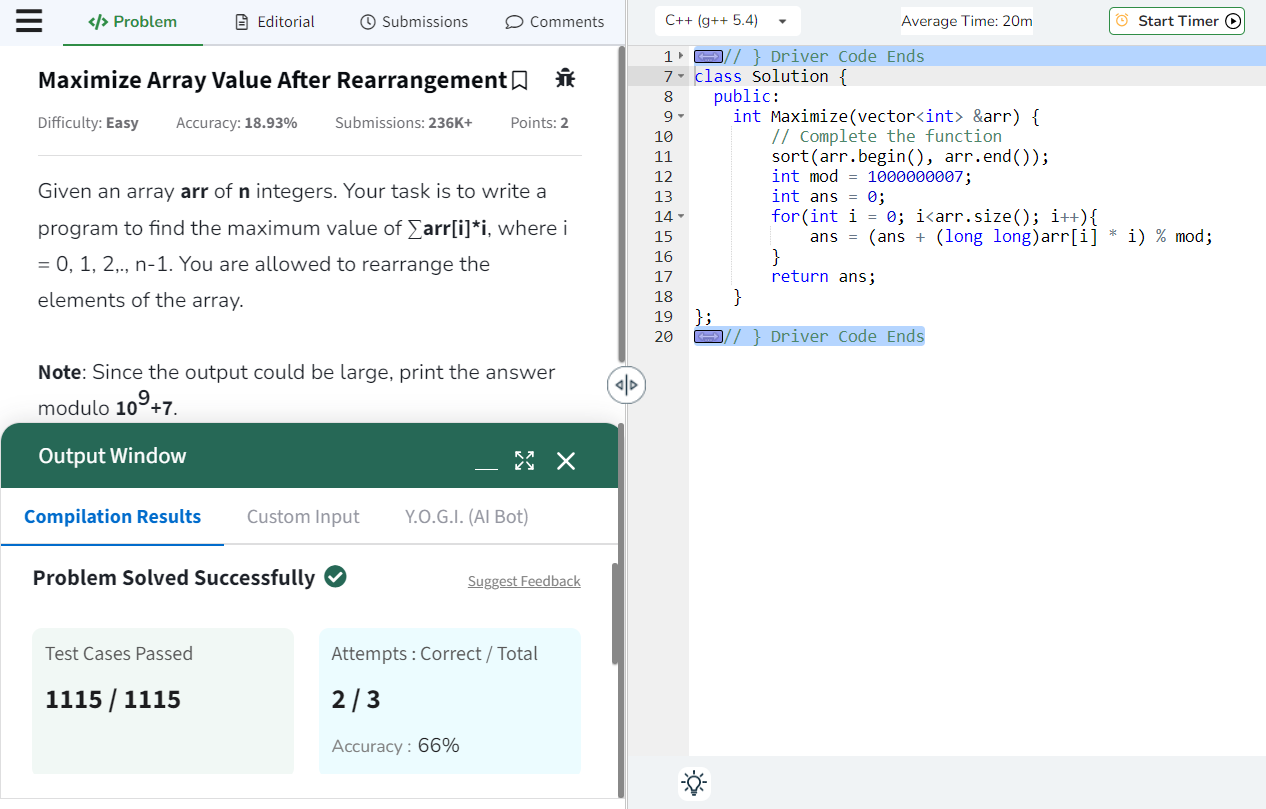 Problem
Editorial
Submissions
Comments
Maximize Array Value After Rearrangement
Difficulty: Easy
Accuracy: 18.93%
Submissions: 236K+
Points: 2
Given an array arr of n integers. Your task is to write a
program to find the maximum value of ∑arr[i]*i, where i
= 0, 1, 2,., n-1. You are allowed to rearrange the
elements of the array.
Note: Since the output could be large, print the answer
modulo 10⁹+7.
Output Window
Compilation Results
Custom Input
Y.O.G.I. (AI Bot)
Problem Solved Successfully
Suggest Feedback
Test Cases Passed
1115 / 1115
Attempts : Correct / Total
2 / 3
Accuracy : 66%
C++ (g++ 5.4)
Average Time: 20m
Start Timer
1 // } Driver Code Ends
7 class Solution {
8 public:
9 int Maximize(vector<int> &arr) {
10 // Complete the function
11 sort(arr.begin(), arr.end());
12 int mod = 1000000007;
13 int ans = 0;
14 for(int i = 0; i<arr.size(); i++){
15 ans = (ans + (long long)arr[i] * i) % mod;
16 }
17 return ans;
18 }
19 };
20 // } Driver Code Ends